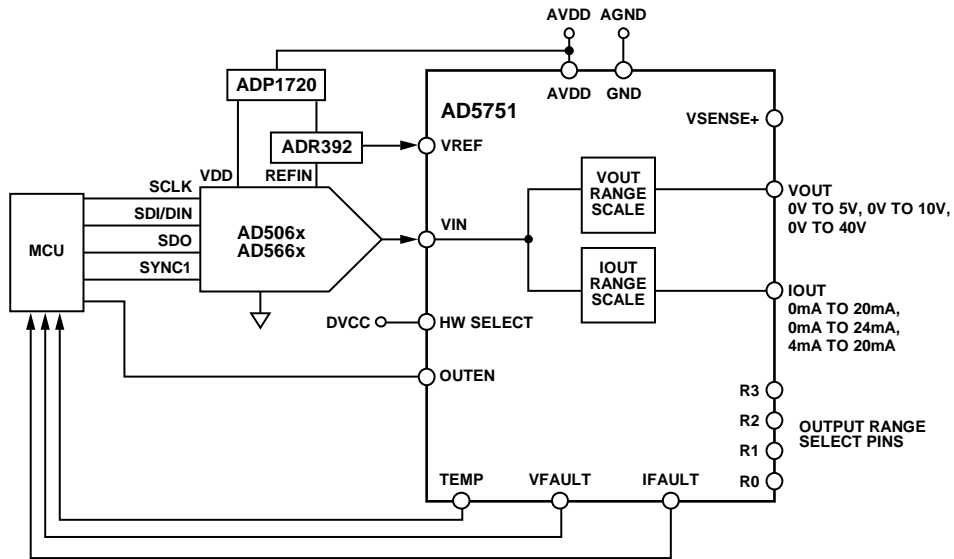 AVDD AGND
ADP1720
AVDD GND
AD5751
VSENSE+
ADR392
VREF
VDD REFIN
SCLK
SDI/DIN
SDO
SYNC1
MCU
AD506x
AD566x
VIN
VOUT
RANGE
SCALE
VOUT
0V TO 5V, 0V TO 10V,
0V TO 40V
IOUT
RANGE
SCALE
IOUT
0mA TO 20mA,
0mA TO 24mA,
4mA TO 20mA
DVCC
HW SELECT
OUTEN
R3
R2
R1
R0
OUTPUT RANGE
SELECT PINS
TEMP VFAULT IFAULT